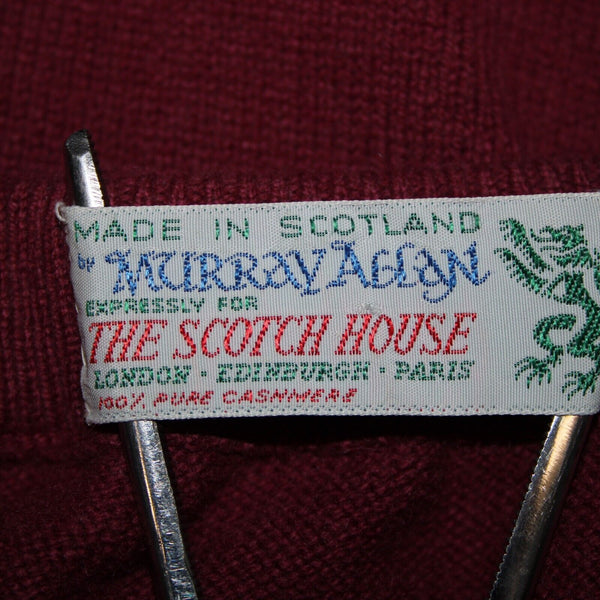 MADE IN SCOTLAND
by MURRAY ALLAN
EXPRESSLY FOR
THE SCOTCH HOUSE
LONDON · EDINBURGH · PARIS
100% PURE CASHMERE